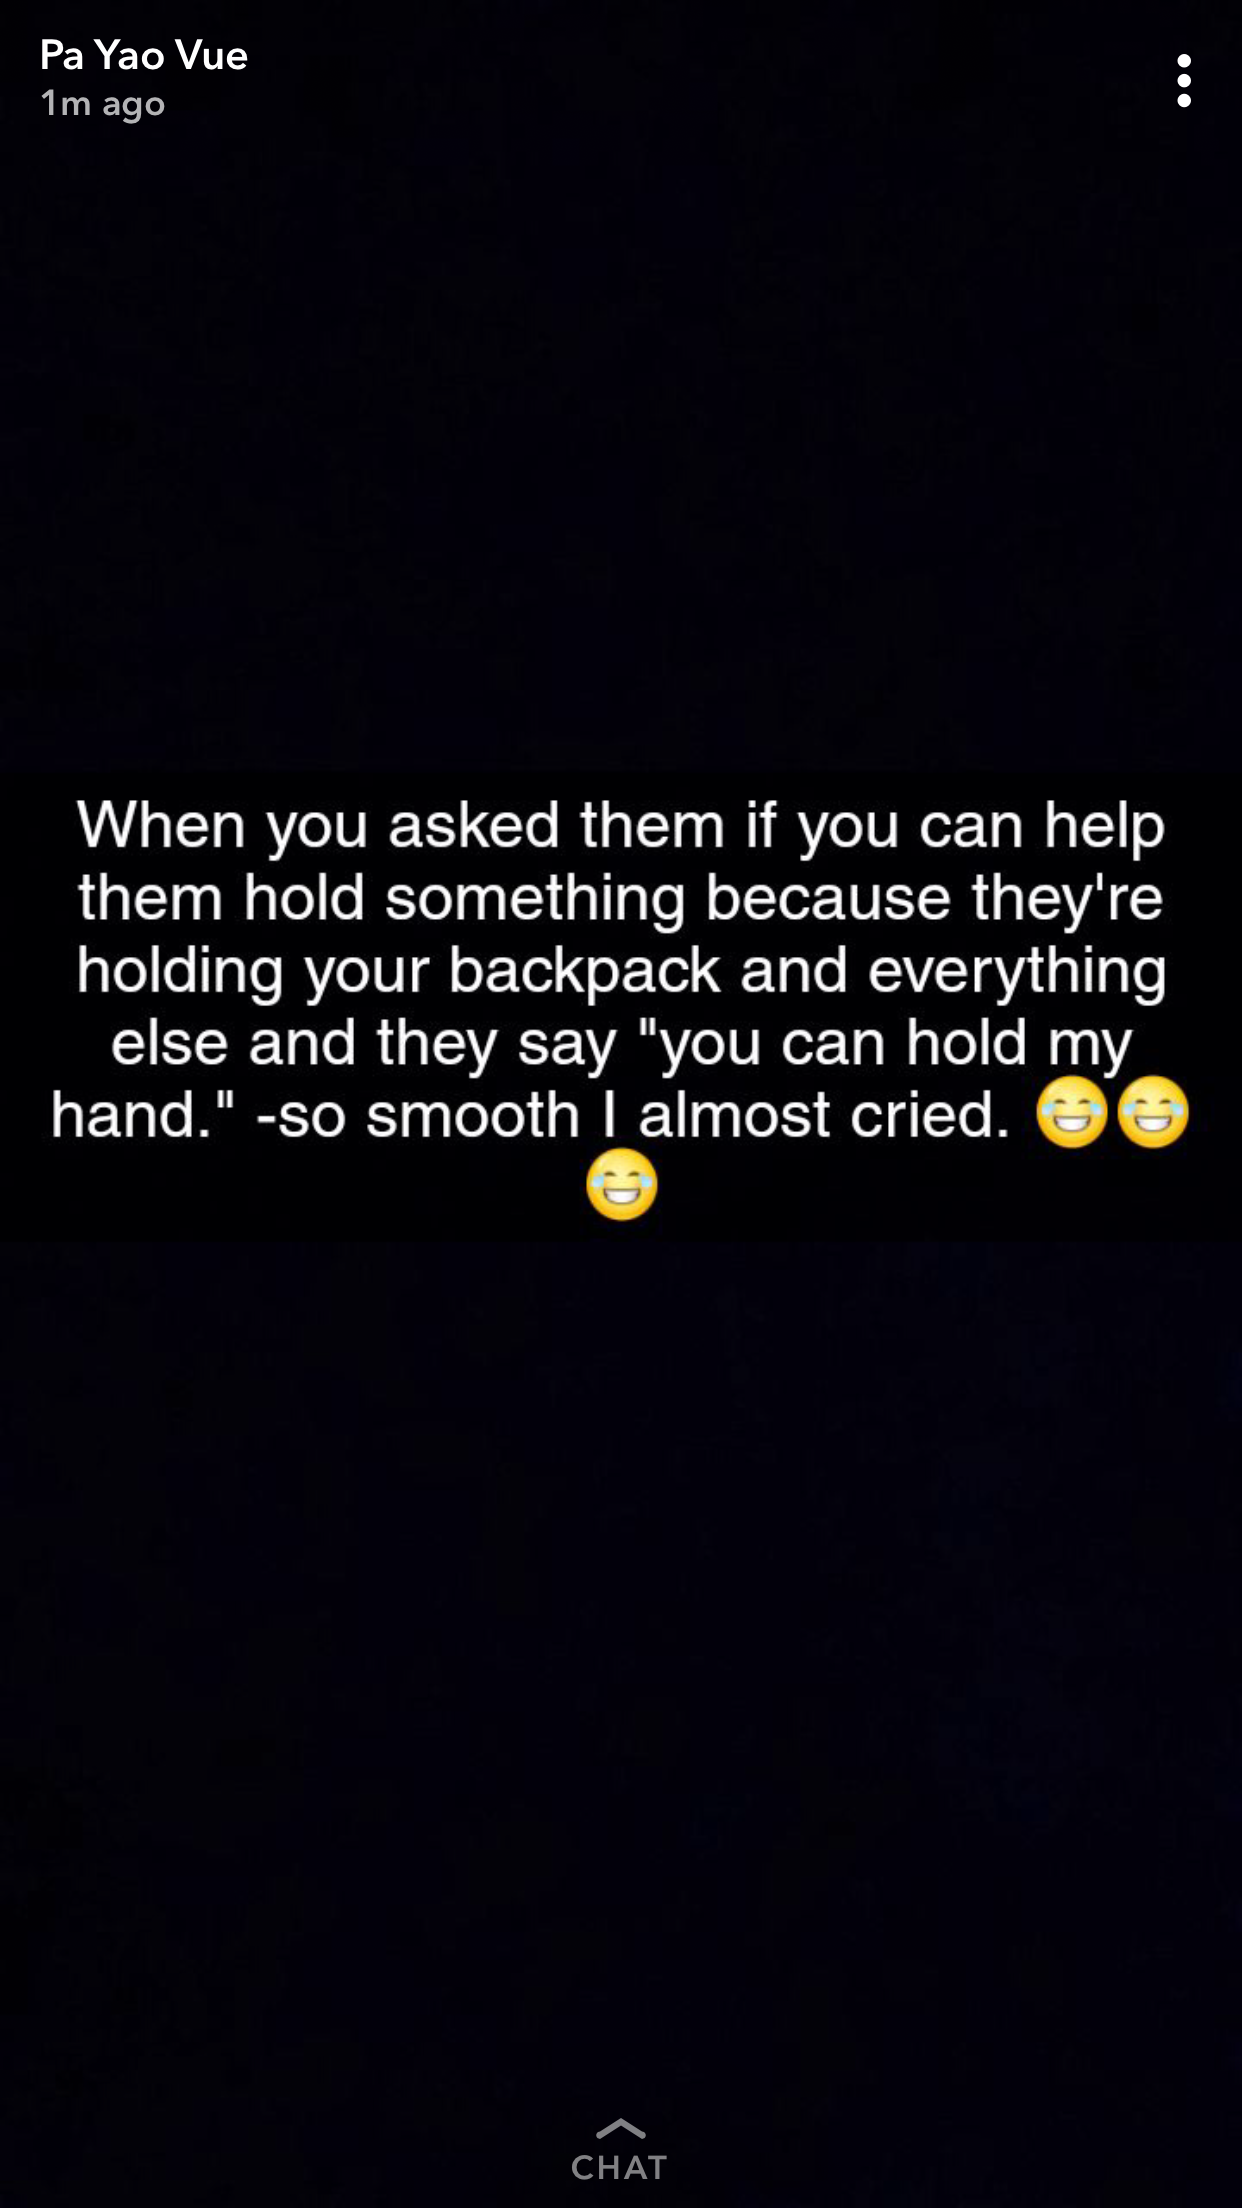 Pa Yao Vue
1m ago
When you asked them if you can help
them hold something because they're
holding your backpack and everything
else and they say "you can hold my
hand." -so smooth I almost cried. 😂😂
😂
CHAT